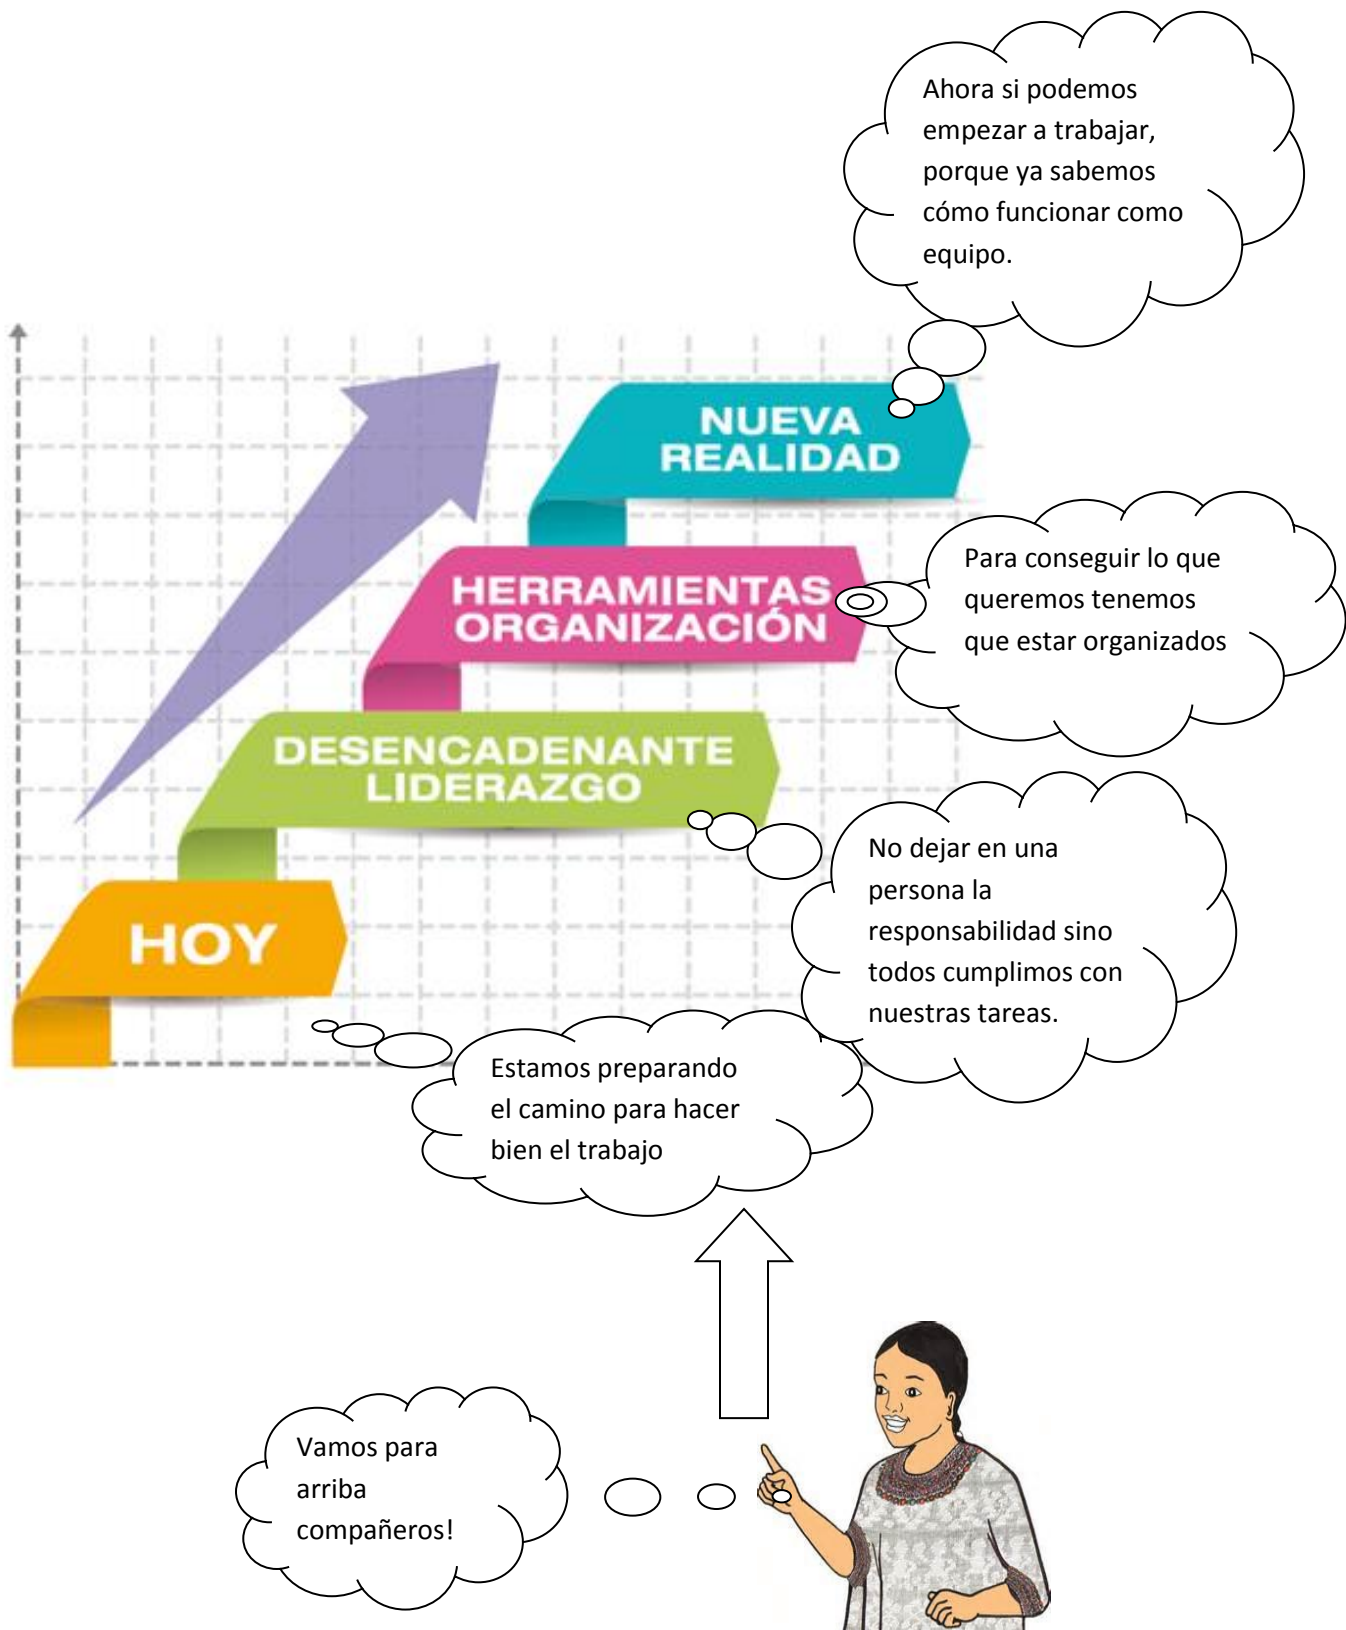 Ahora si podemos
empezar a trabajar,
porque ya sabemos
cómo funcionar como
equipo.
NUEVA
REALIDAD
Para conseguir lo que
queremos tenemos
que estar organizados
HERRAMIENTAS
ORGANIZACIÓN
DESENCADENANTE
LIDERAZGO
No dejar en una
persona la
responsabilidad sino
todos cumplimos con
nuestras tareas.
HOY
Estamos preparando
el camino para hacer
bien el trabajo
Vamos para
arriba
compañeros!